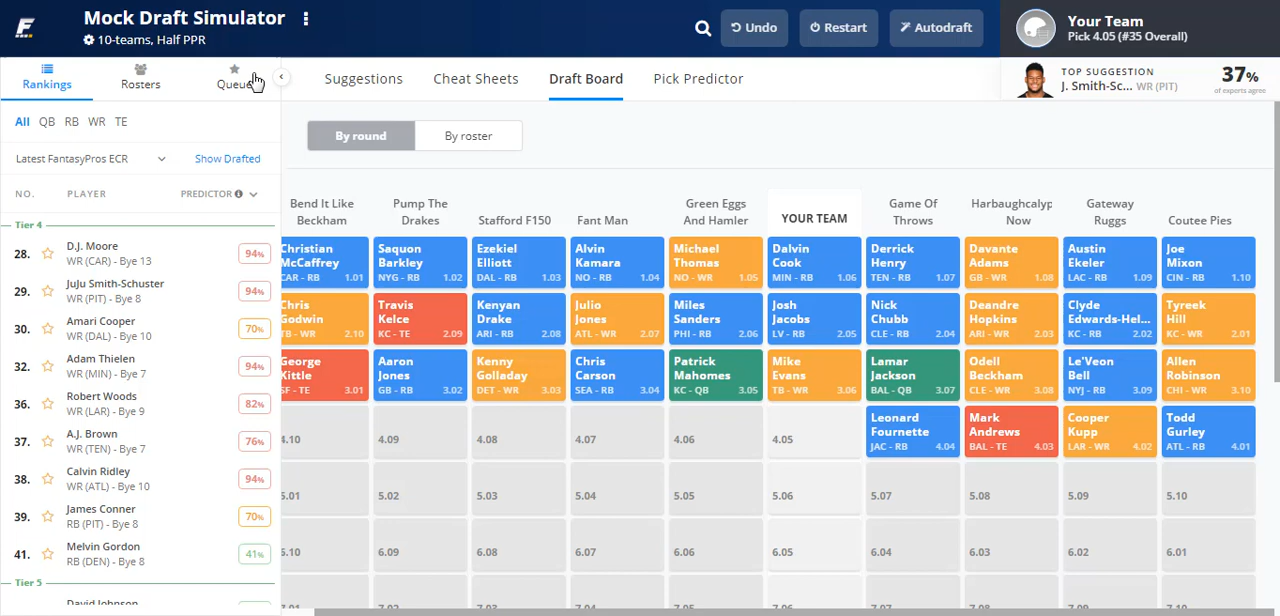 Mock Draft Simulator
10-teams, Half PPR
Undo
Restart
Autodraft
Your Team
Pick 4.05 (#35 Overall)
Rankings
Rosters
Queue
Suggestions
Cheat Sheets
Draft Board
Pick Predictor
TOP SUGGESTION
J. Smith-Sc... WR (PIT)
37%
of experts agree
All QB RB WR TE
Latest FantasyPros ECR
Show Drafted
NO. PLAYER PREDICTOR
Tier 4
28. D.J. Moore 94%
WR (CAR) - Bye 13
29. JuJu Smith-Schuster 94%
WR (PIT) - Bye 8
30. Amari Cooper 70%
WR (DAL) - Bye 10
32. Adam Thielen 94%
WR (MIN) - Bye 7
36. Robert Woods 82%
WR (LAR) - Bye 9
37. A.J. Brown 76%
WR (TEN) - Bye 7
38. Calvin Ridley 94%
WR (ATL) - Bye 10
39. James Conner 70%
RB (PIT) - Bye 8
41. Melvin Gordon 41%
RB (DEN) - Bye 8
Tier 5
David Johnson
By round
By roster
Bend It Like
Beckham
Pump The
Drakes
Stafford F150
Fant Man
Green Eggs
And Hamler
YOUR TEAM
Game Of
Throws
Harbaughcalyp
Now
Gateway
Ruggs
Coutee Pies
Christian
McCaffrey
CAR - RB 1.01
Saquon
Barkley
NYG - RB 1.02
Ezekiel
Elliott
DAL - RB 1.03
Alvin
Kamara
NO - RB 1.04
Michael
Thomas
NO - WR 1.05
Dalvin
Cook
MIN - RB 1.06
Derrick
Henry
TEN - RB 1.07
Davante
Adams
GB - WR 1.08
Austin
Ekeler
LAC - RB 1.09
Joe
Mixon
CIN - RB 1.10
Chris
Godwin
TB - WR 2.10
Travis
Kelce
KC - TE 2.09
Kenyan
Drake
ARI - RB 2.08
Julio
Jones
ATL - WR 2.07
Miles
Sanders
PHI - RB 2.06
Josh
Jacobs
LV - RB 2.05
Nick
Chubb
CLE - RB 2.04
Deandre
Hopkins
ARI - WR 2.03
Clyde
Edwards-Hel...
KC - RB 2.02
Tyreek
Hill
KC - WR 2.01
George
Kittle
SF - TE 3.01
Aaron
Jones
GB - RB 3.02
Kenny
Golladay
DET - WR 3.03
Chris
Carson
SEA - RB 3.04
Patrick
Mahomes
KC - QB 3.05
Mike
Evans
TB - WR 3.06
Lamar
Jackson
BAL - QB 3.07
Odell
Beckham
CLE - WR 3.08
Le'Veon
Bell
NYJ - RB 3.09
Allen
Robinson
CHI - WR 3.10
4.10 4.09 4.08 4.07 4.06 4.05
Leonard
Fournette
JAC - RB 4.04
Mark
Andrews
BAL - TE 4.03
Cooper
Kupp
LAR - WR 4.02
Todd
Gurley
ATL - RB 4.01
5.01 5.02 5.03 5.04 5.05 5.06 5.07 5.08 5.09 5.10
6.10 6.09 6.08 6.07 6.06 6.05 6.04 6.03 6.02 6.01